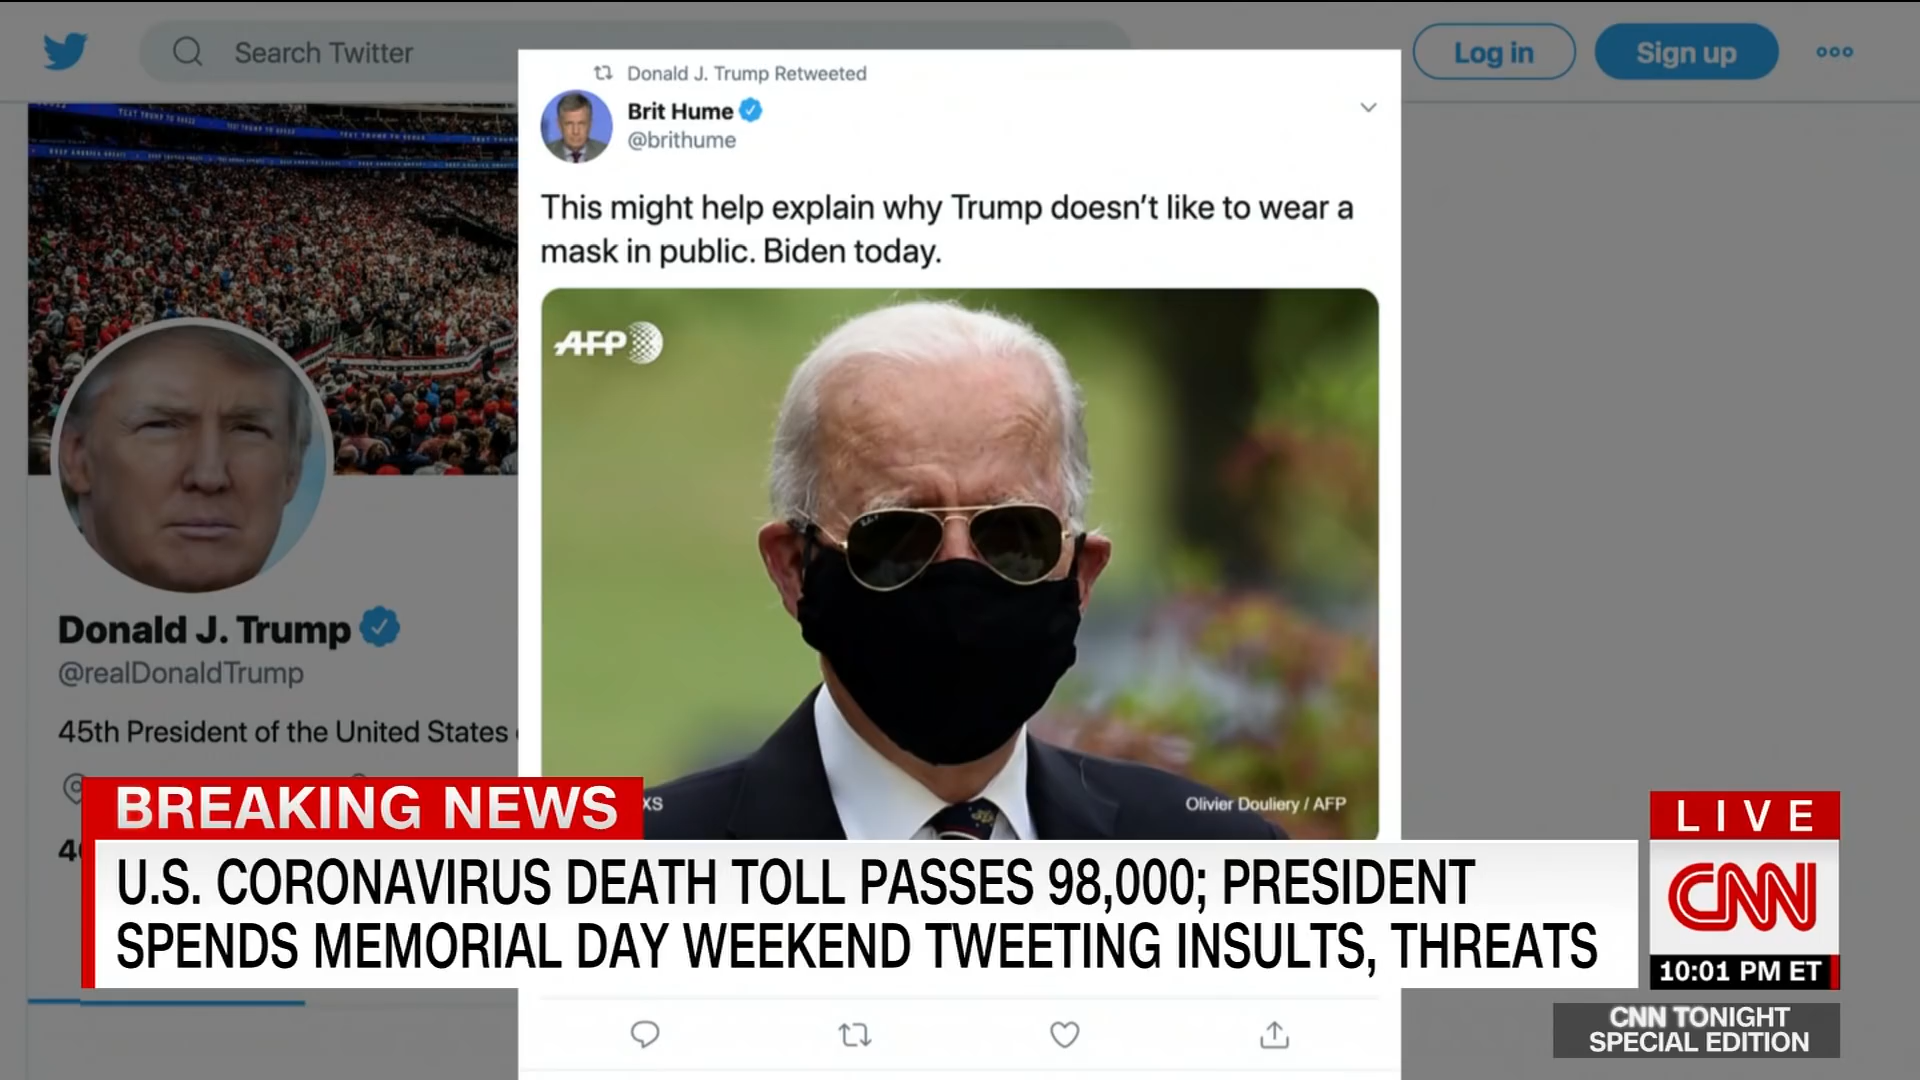 Search Twitter
Log in
Sign up
Donald J. Trump Retweeted
Brit Hume
@brithume
This might help explain why Trump doesn't like to wear a
mask in public. Biden today.
AFP
XS
Olivier Douliery / AFP
Donald J. Trump
@realDonaldTrump
45th President of the United States
BREAKING NEWS
U.S. CORONAVIRUS DEATH TOLL PASSES 98,000; PRESIDENT
SPENDS MEMORIAL DAY WEEKEND TWEETING INSULTS, THREATS
LIVE
CNN
10:01 PM ET
CNN TONIGHT
SPECIAL EDITION